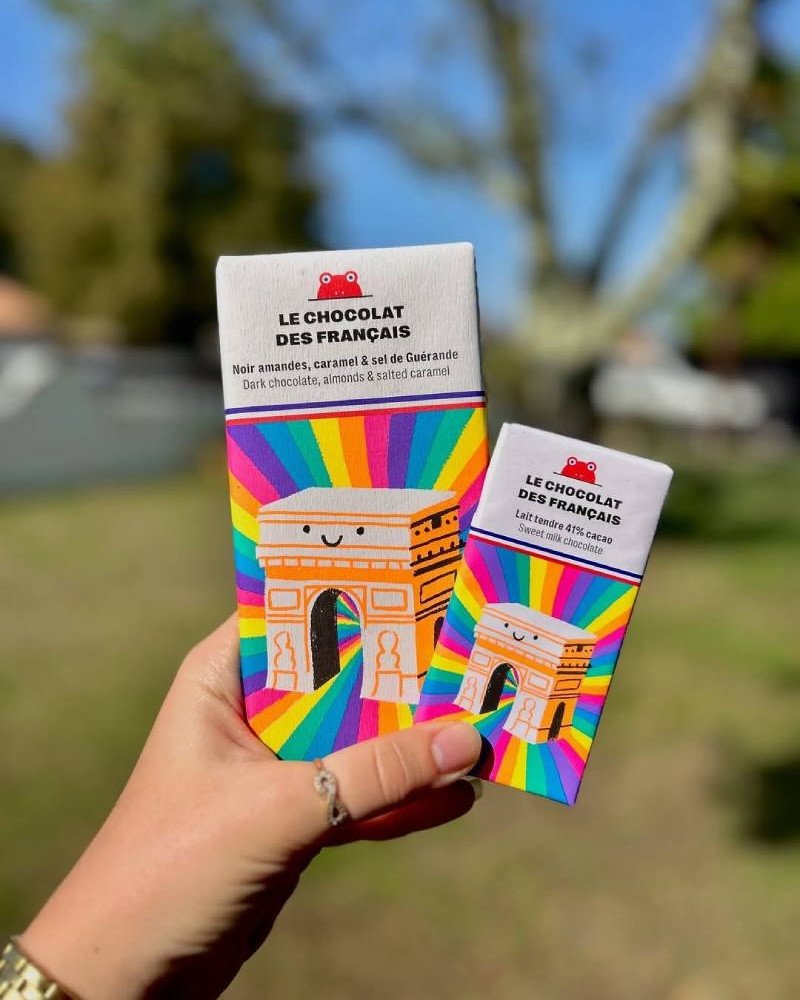 LE CHOCOLAT
DES FRANÇAIS
Noir amandes, caramel & sel de Guérande
Dark chocolate, almonds & salted caramel
LE CHOCOLAT
DES FRANÇAIS
Lait tendre 41% cacao
Sweet milk chocolate